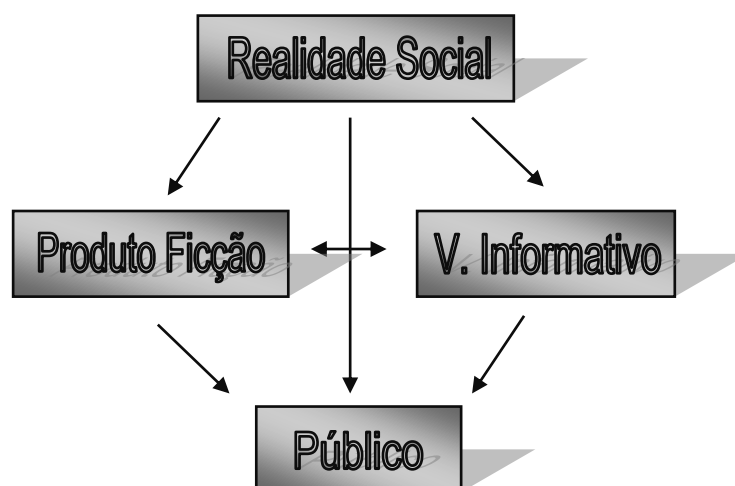 Realidade Social
Produto Ficção
V. Informativo
Público